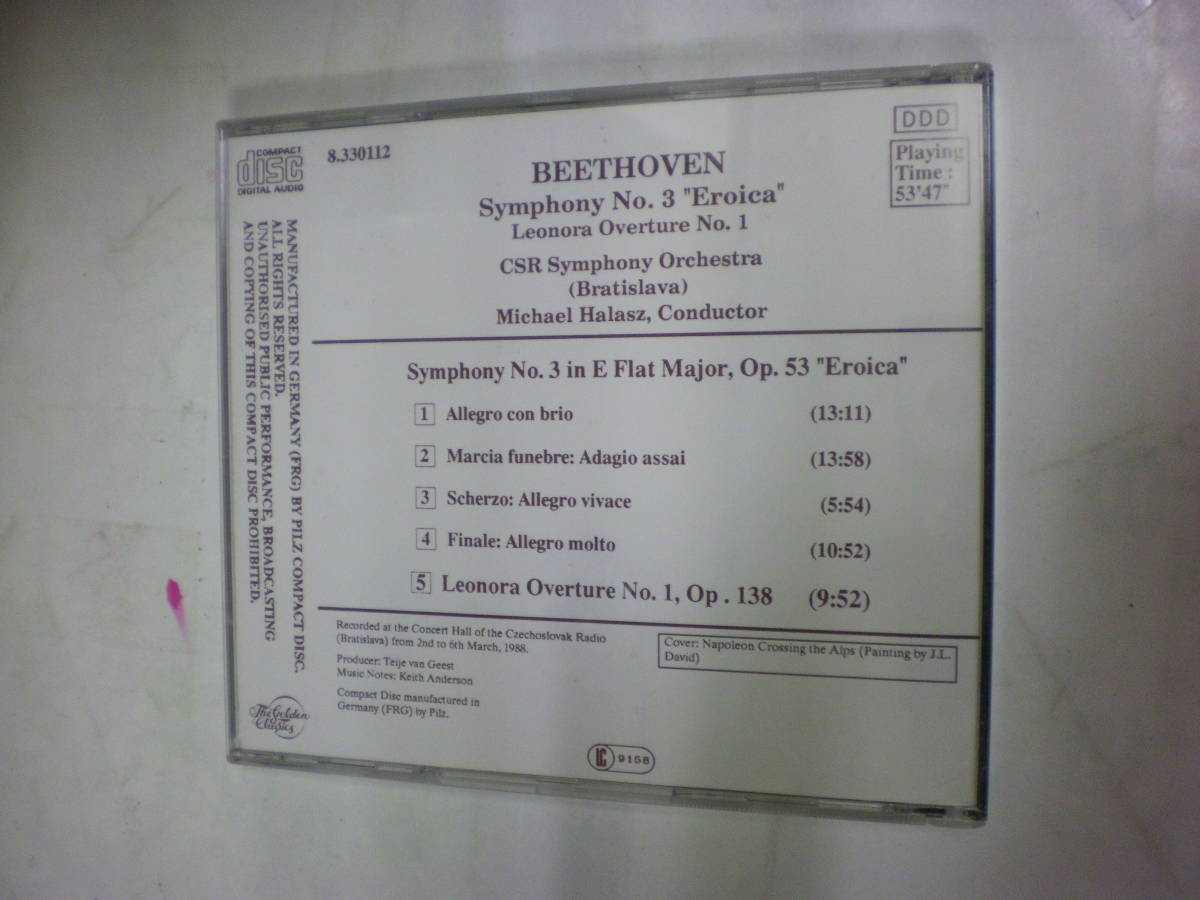 COMPACT
disc
DIGITAL AUDIO
8.330112
DDD
Playing
Time :
53'47"
BEETHOVEN
Symphony No. 3 "Eroica"
Leonora Overture No. 1
CSR Symphony Orchestra
(Bratislava)
Michael Halasz, Conductor
MANUFACTURED IN GERMANY (FRG) BY PILZ COMPACT DISC.
ALL RIGHTS RESERVED.
UNAUTHORISED PUBLIC PERFORMANCE, BROADCASTING
AND COPYING OF THIS COMPACT DISC PROHIBITED.
Symphony No. 3 in E Flat Major, Op. 53 "Eroica"
1 Allegro con brio (13:11)
2 Marcia funebre: Adagio assai (13:58)
3 Scherzo: Allegro vivace (5:54)
4 Finale: Allegro molto (10:52)
5 Leonora Overture No. 1, Op . 138 (9:52)
Recorded at the Concert Hall of the Czechoslovak Radio
(Bratislava) from 2nd to 6th March, 1988.
Producer: Teije van Geest
Music Notes: Keith Anderson
Compact Disc manufactured in
Germany (FRG) by Pilz.
Cover: Napoleon Crossing the Alps (Painting by J.L.
David)
The Golden
Classics
LC 9158